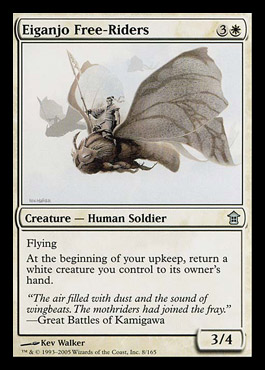 Eiganjo Free-Riders 3
Creature — Human Soldier
Flying
At the beginning of your upkeep, return a
white creature you control to its owner's
hand.
"The air filled with dust and the sound of
wingbeats. The mothriders had joined the fray."
—Great Battles of Kamigawa
Kev Walker
3/4
™ & © 1993–2005 Wizards of the Coast, Inc. 8/165